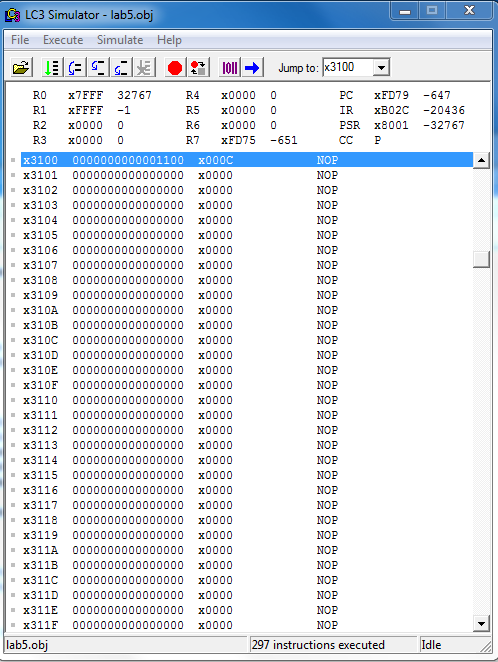 LC3 Simulator - lab5.obj
File Execute Simulate Help
Jump to: x3100
R0 x7FFF 32767 R4 x0000 0 PC xFD79 -647
R1 xFFFF -1 R5 x0000 0 IR xB02C -20436
R2 x0000 0 R6 x0000 0 PSR x8001 -32767
R3 x0000 0 R7 xFD75 -651 CC P
x3100 0000000000001100 x000C NOP
x3101 0000000000000000 x0000 NOP
x3102 0000000000000000 x0000 NOP
x3103 0000000000000000 x0000 NOP
x3104 0000000000000000 x0000 NOP
x3105 0000000000000000 x0000 NOP
x3106 0000000000000000 x0000 NOP
x3107 0000000000000000 x0000 NOP
x3108 0000000000000000 x0000 NOP
x3109 0000000000000000 x0000 NOP
x310A 0000000000000000 x0000 NOP
x310B 0000000000000000 x0000 NOP
x310C 0000000000000000 x0000 NOP
x310D 0000000000000000 x0000 NOP
x310E 0000000000000000 x0000 NOP
x310F 0000000000000000 x0000 NOP
x3110 0000000000000000 x0000 NOP
x3111 0000000000000000 x0000 NOP
x3112 0000000000000000 x0000 NOP
x3113 0000000000000000 x0000 NOP
x3114 0000000000000000 x0000 NOP
x3115 0000000000000000 x0000 NOP
x3116 0000000000000000 x0000 NOP
x3117 0000000000000000 x0000 NOP
x3118 0000000000000000 x0000 NOP
x3119 0000000000000000 x0000 NOP
x311A 0000000000000000 x0000 NOP
x311B 0000000000000000 x0000 NOP
x311C 0000000000000000 x0000 NOP
x311D 0000000000000000 x0000 NOP
x311E 0000000000000000 x0000 NOP
x311F 0000000000000000 x0000 NOP
lab5.obj 297 instructions executed Idle